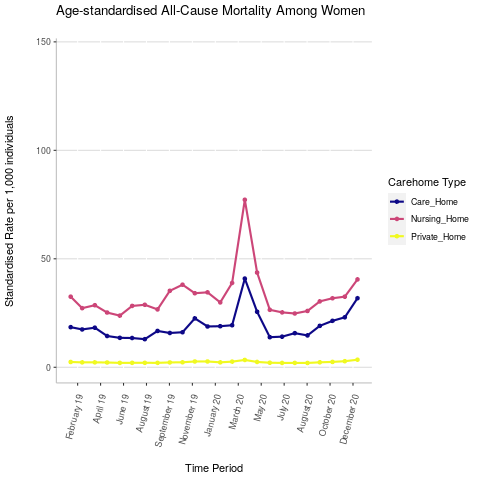 Age-standardised All-Cause Mortality Among Women
Standardised Rate per 1,000 individuals
150
100
50
0
February 19
April 19
June 19
August 19
September 19
November 19
January 20
March 20
May 20
July 20
August 20
October 20
December 20
Time Period
Carehome Type
Care_Home
Nursing_Home
Private_Home